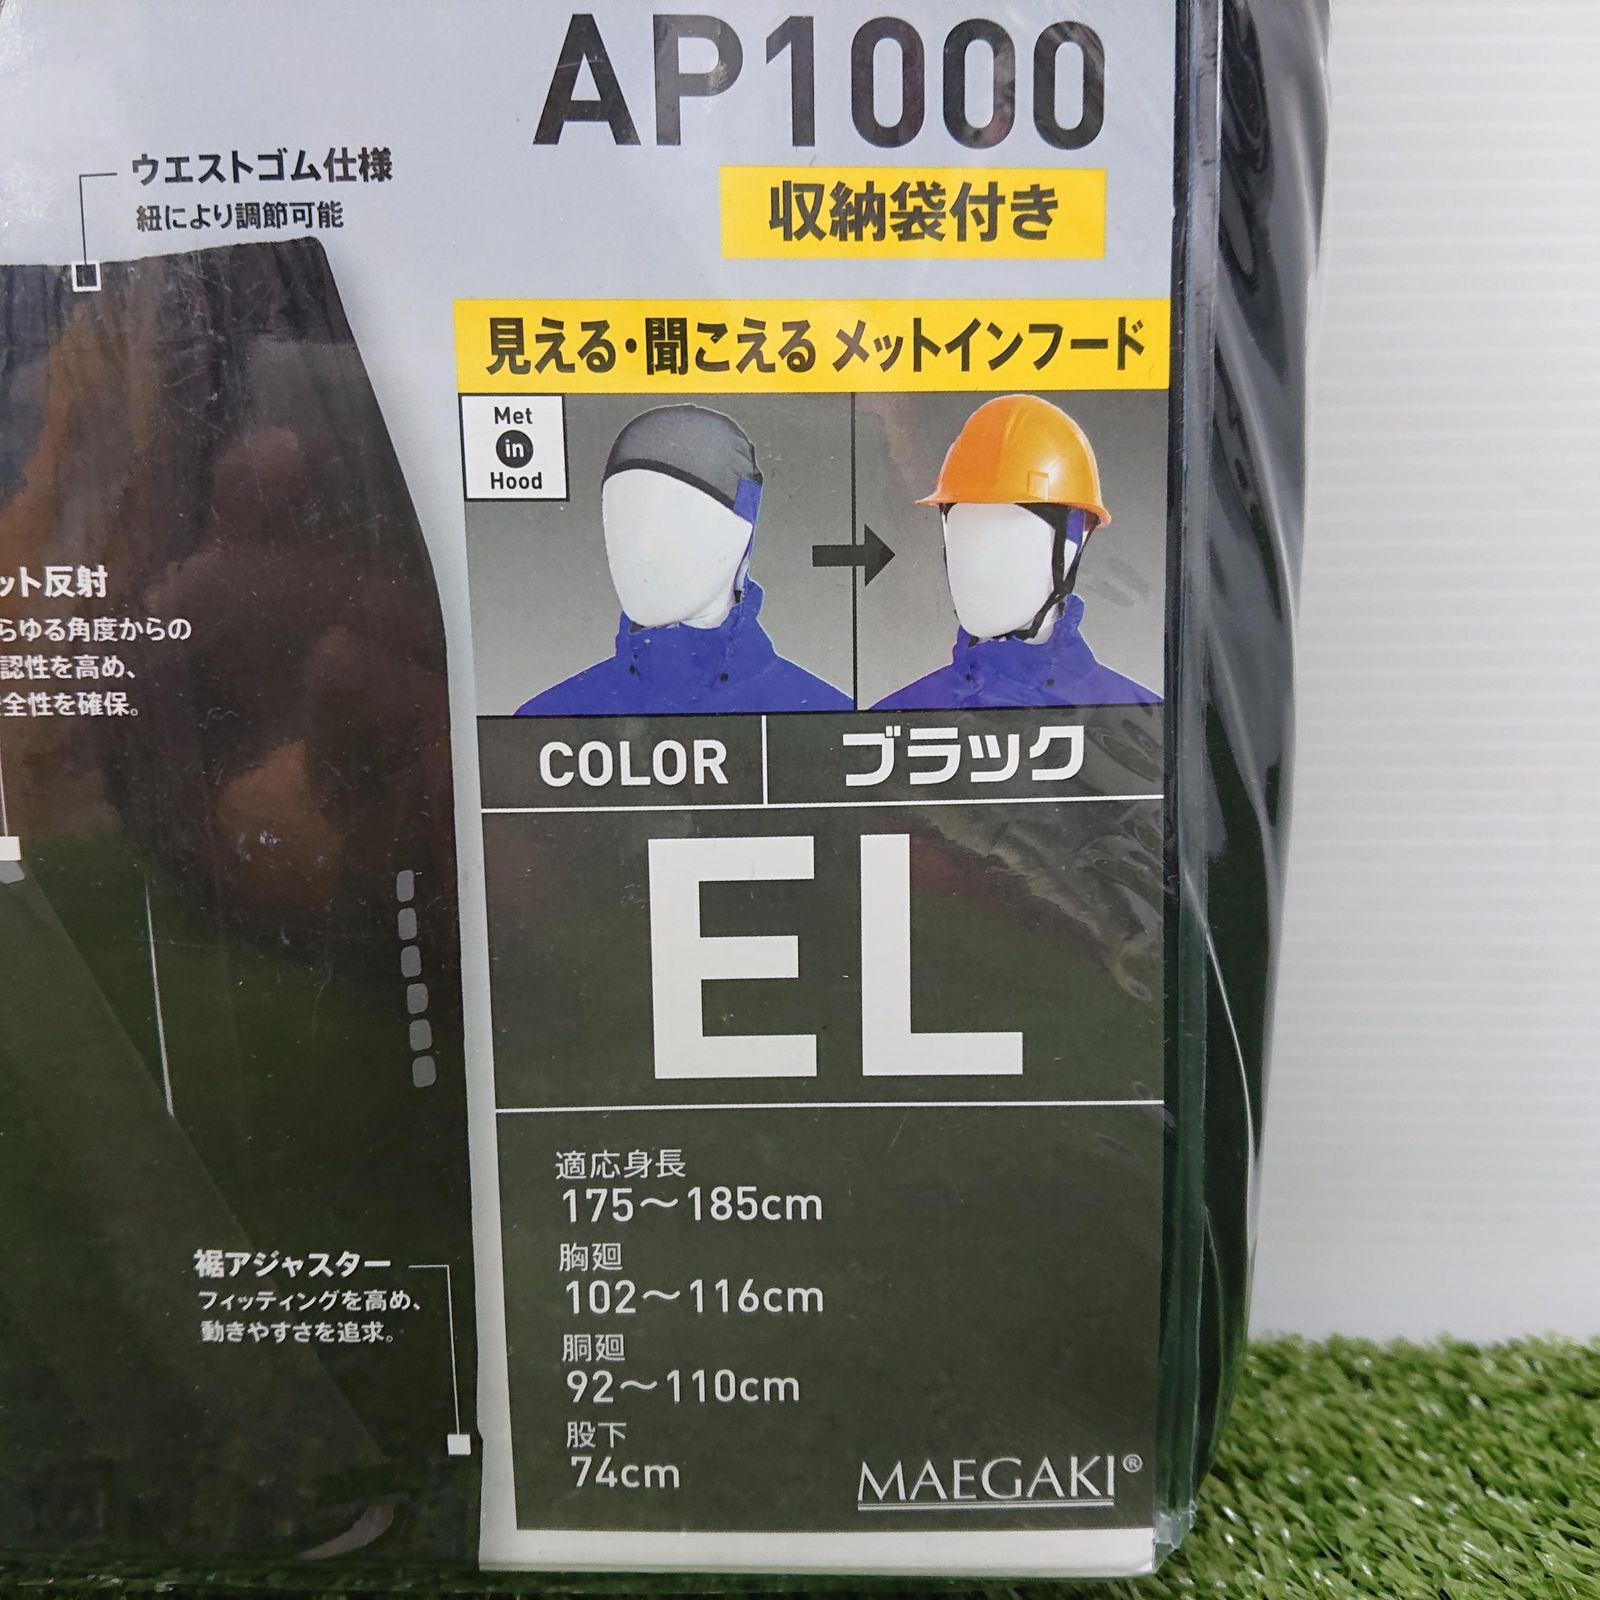 AP1000
収納袋付き
ウエストゴム仕様
紐により調節可能
見える・聞こえる メットインフード
Met
in
Hood
ット反射
らゆる角度からの
認性を高め、
全性を確保。
COLOR ブラック
EL
適応身長
175～185cm
胸廻
102～116cm
胴廻
92～110cm
股下
74cm
裾アジャスター
フィッティングを高め、
動きやすさを追求。
MAEGAKI®